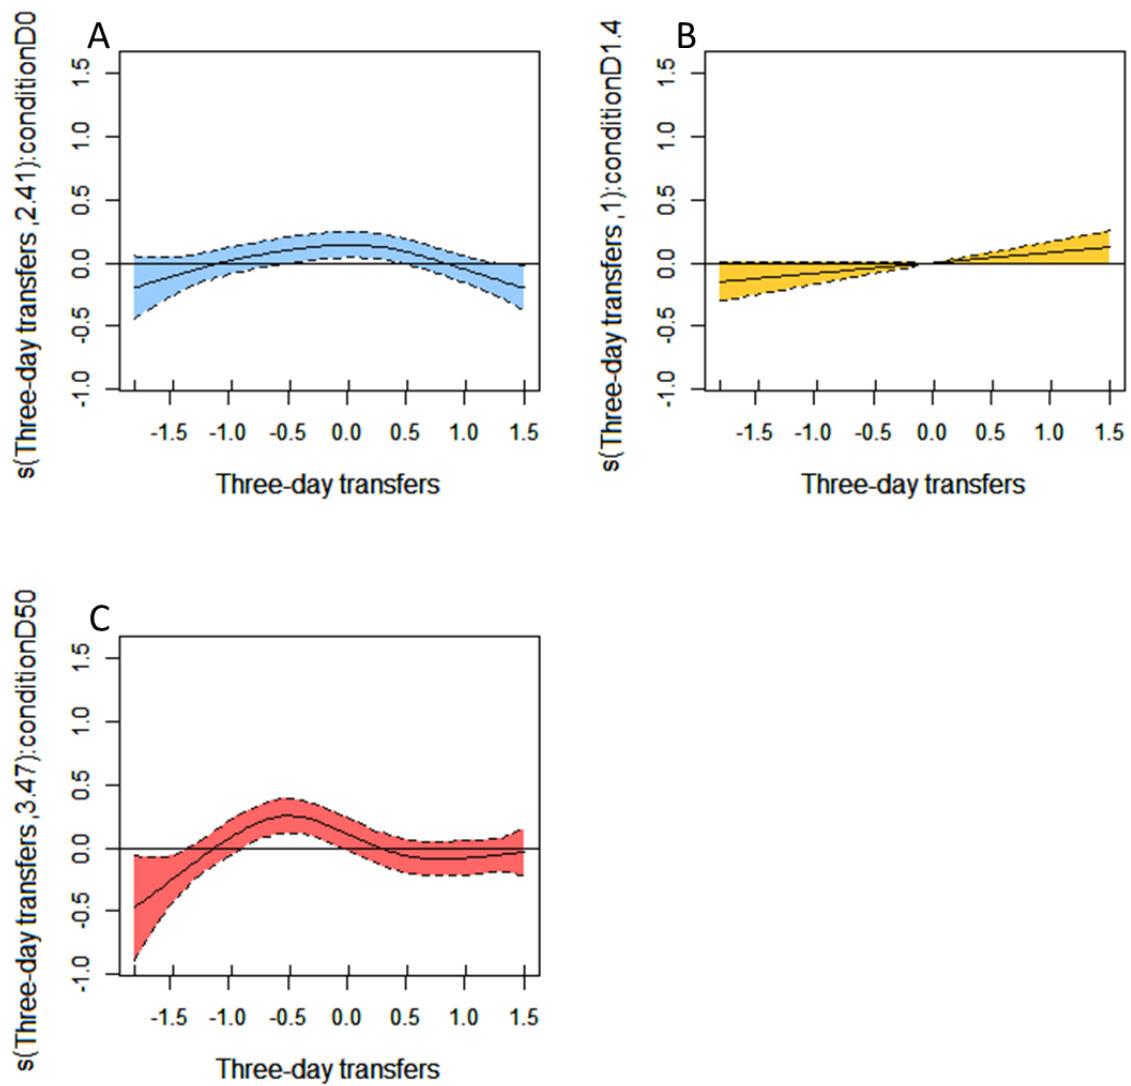 A
s(Three-day transfers ,2.41):conditionD0
1.5
1.0
0.5
0.0
-0.5
-1.0
-1.5 -1.0 -0.5 0.0 0.5 1.0 1.5
Three-day transfers
B
s(Three-day transfers ,1):conditionD1.4
1.5
1.0
0.5
0.0
-0.5
-1.0
-1.5 -1.0 -0.5 0.0 0.5 1.0 1.5
Three-day transfers
C
s(Three-day transfers ,3.47):conditionD50
1.5
1.0
0.5
0.0
-0.5
-1.0
-1.5 -1.0 -0.5 0.0 0.5 1.0 1.5
Three-day transfers